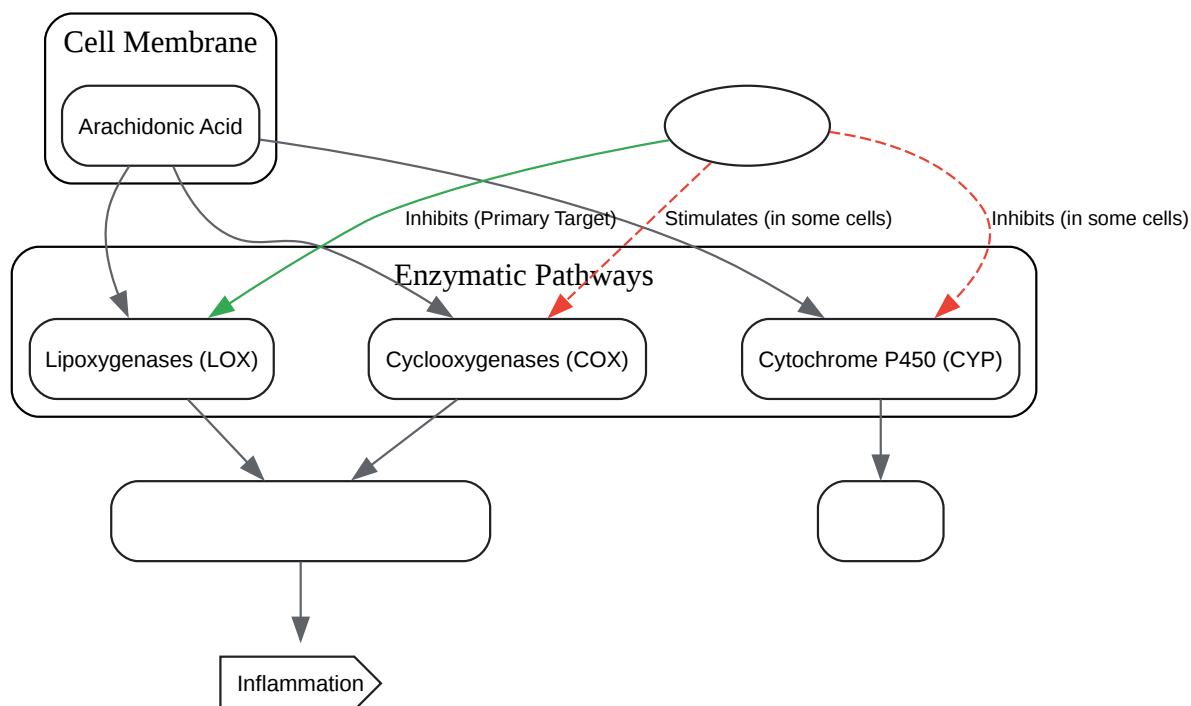 Cell Membrane
Arachidonic Acid
Inhibits (Primary Target)
Stimulates (in some cells)
Inhibits (in some cells)
Enzymatic Pathways
Lipoxygenases (LOX)
Cyclooxygenases (COX)
Cytochrome P450 (CYP)
Inflammation